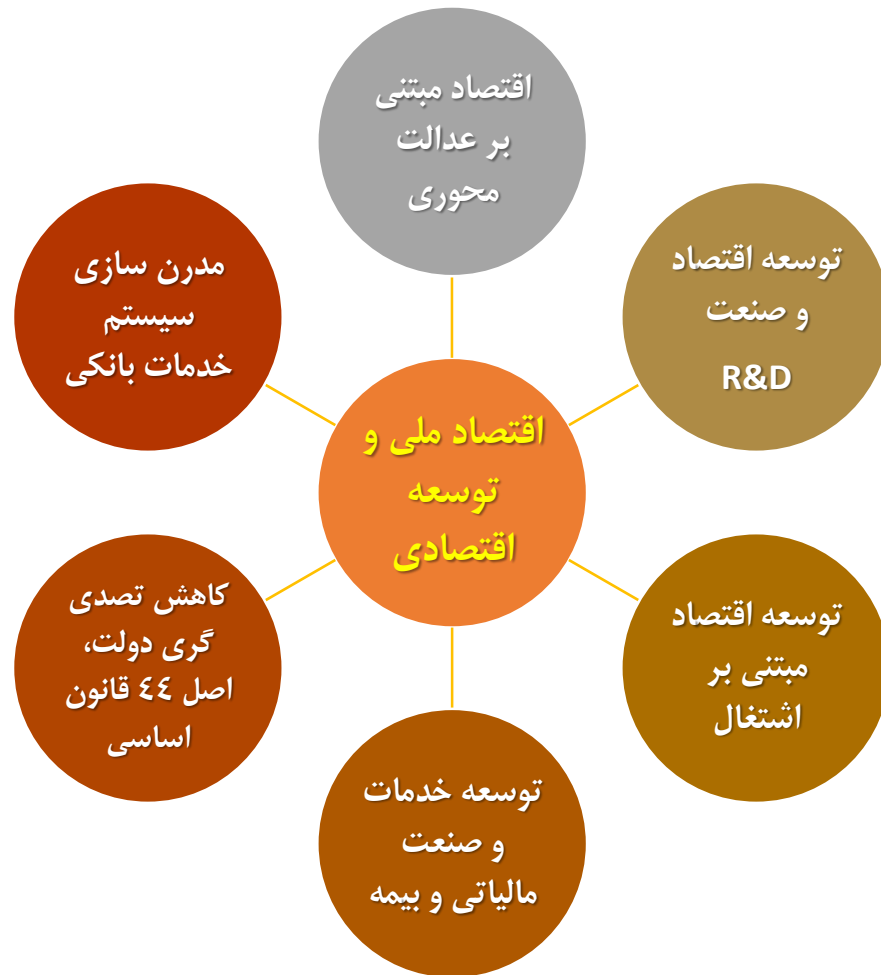 اقتصاد مبتنی
بر عدالت
محوری
توسعه اقتصاد
و صنعت
R&D
توسعه اقتصاد
مبتنی بر
اشتغال
توسعه خدمات
و صنعت
مالیاتی و بیمه
کاهش تصدی
گری دولت،
اصل ٤٤ قانون
اساسی
مدرن سازی
سیستم
خدمات بانکی
اقتصاد ملی و
توسعه
اقتصادی